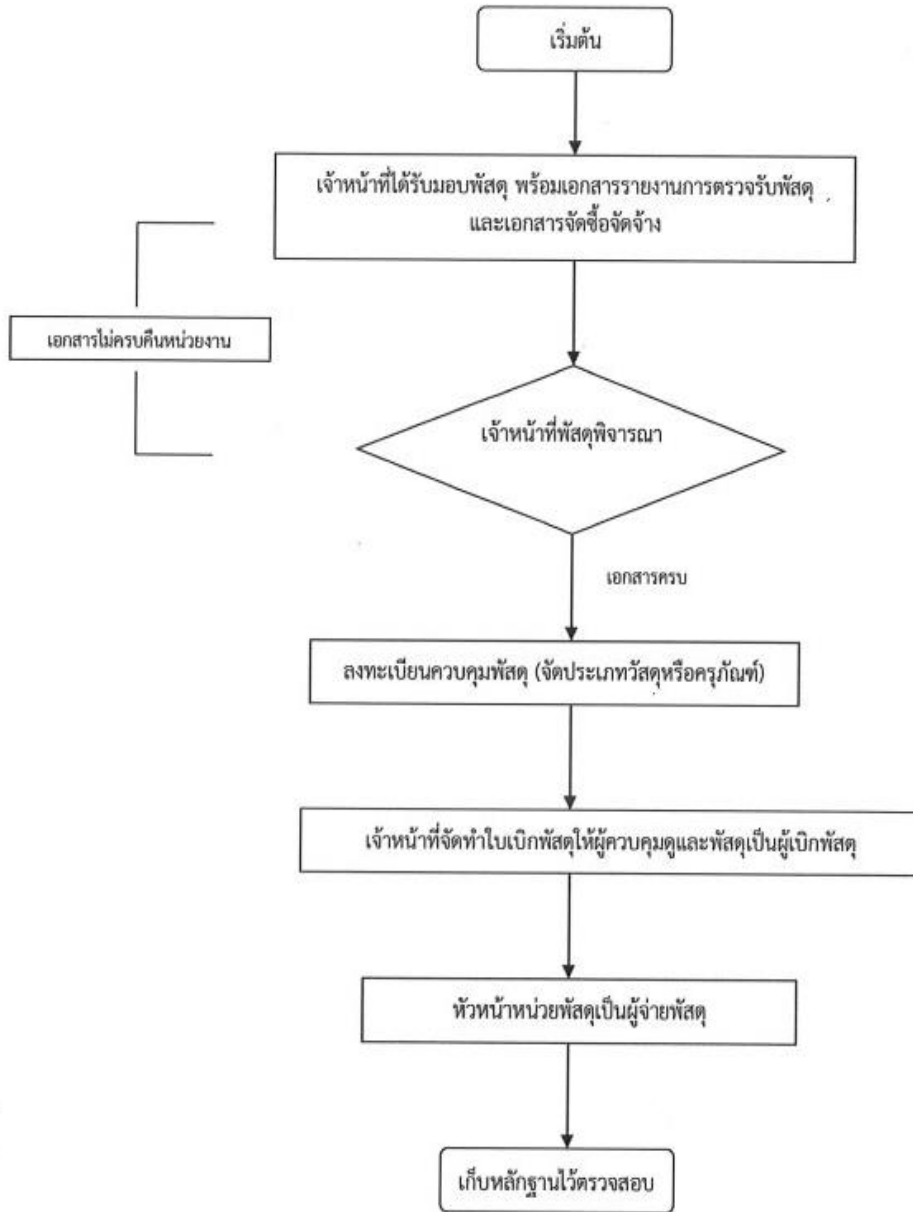 เริ่มต้น
เจ้าหน้าที่ได้รับมอบพัสดุ พร้อมเอกสารรายงานการตรวจรับพัสดุ
และเอกสารจัดซื้อจัดจ้าง
เอกสารไม่ครบคืนหน่วยงาน
เจ้าหน้าที่พัสดุพิจารณา
เอกสารครบ
ลงทะเบียนควบคุมพัสดุ (จัดประเภทวัสดุหรือครุภัณฑ์)
เจ้าหน้าที่จัดทำใบเบิกพัสดุให้ผู้ควบคุมดูและพัสดุเป็นผู้เบิกพัสดุ
หัวหน้าหน่วยพัสดุเป็นผู้จ่ายพัสดุ
เก็บหลักฐานไว้ตรวจสอบ